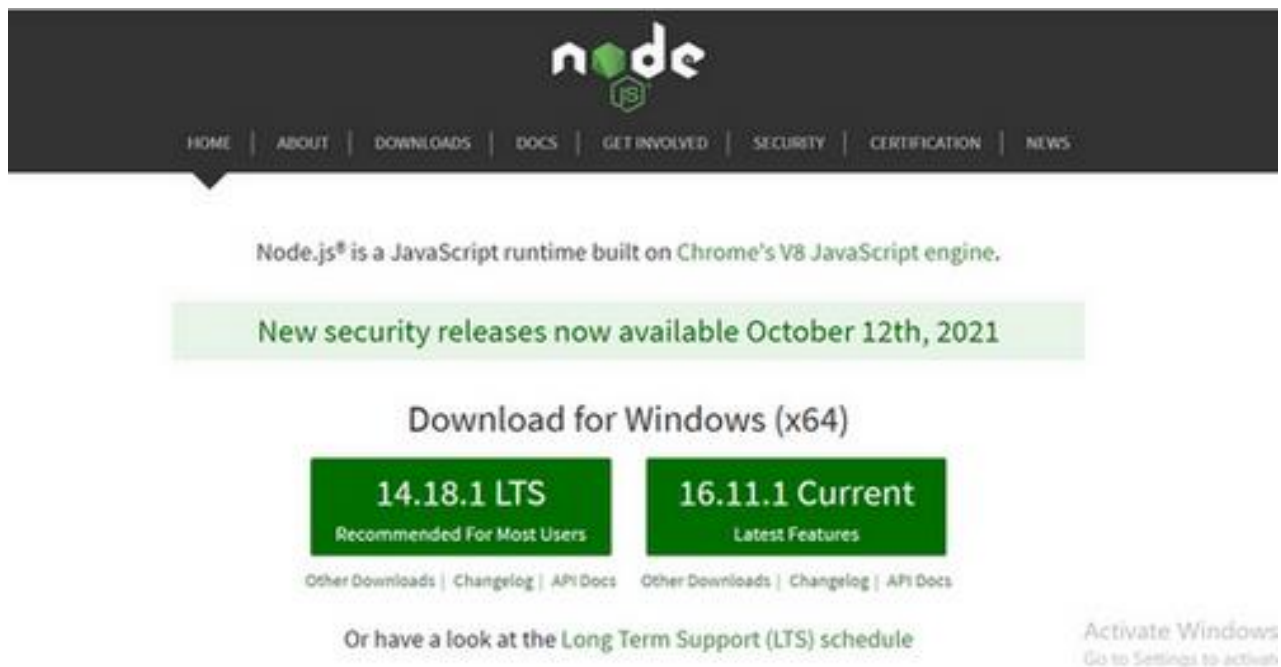 node
JS
HOME | ABOUT | DOWNLOADS | DOCS | GET INVOLVED | SECURITY | CERTIFICATION | NEWS
Node.js® is a JavaScript runtime built on Chrome's V8 JavaScript engine.
New security releases now available October 12th, 2021
Download for Windows (x64)
14.18.1 LTS
Recommended For Most Users
16.11.1 Current
Latest Features
Other Downloads | Changelog | API Docs
Other Downloads | Changelog | API Docs
Or have a look at the Long Term Support (LTS) schedule
Activate Windows
Go to Settings to activate